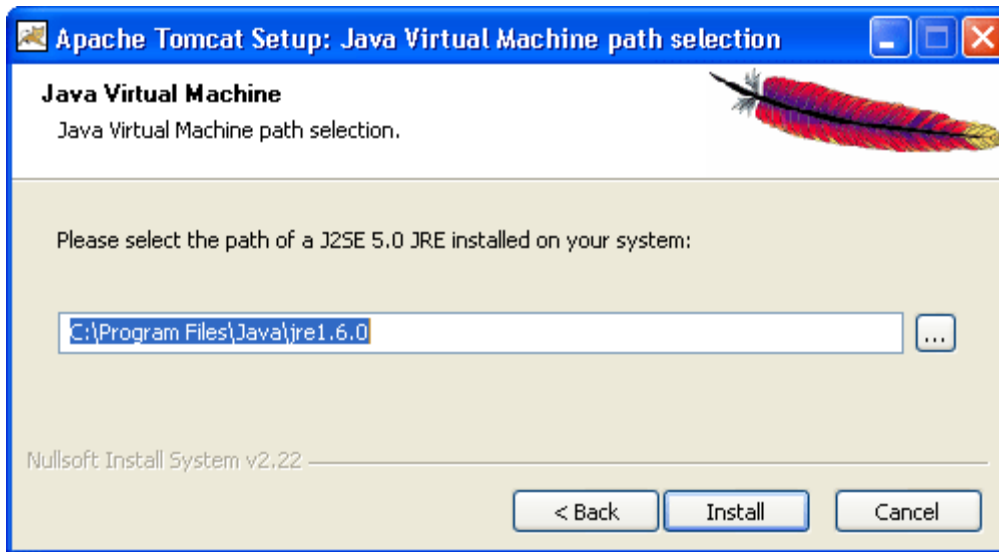 Apache Tomcat Setup: Java Virtual Machine path selection
Java Virtual Machine
Java Virtual Machine path selection.
Please select the path of a J2SE 5.0 JRE installed on your system:
C:\Program Files\Java\jre1.6.0
...
Nullsoft Install System v2.22
< Back
Install
Cancel